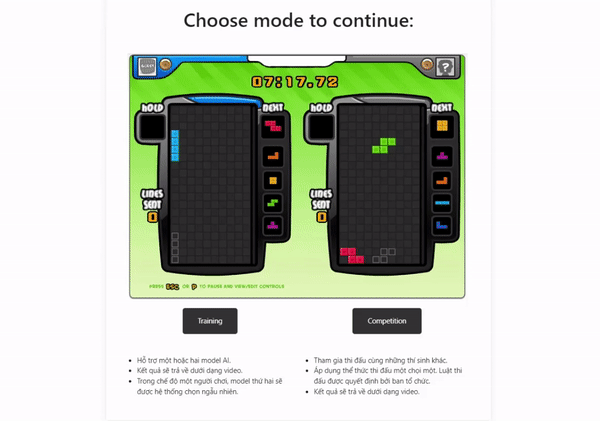 Choose mode to continue:
07:17.72
HOLD NEXT HOLD NEXT
LINES SENT LINES SENT
0 0
PRESS ESC OR P TO PAUSE AND VIEW/EDIT CONTROLS
Training Competition
Hỗ trợ một hoặc hai model AI.
Kết quả sẽ trả về dưới dạng video.
Trong chế độ một người chơi, model thứ hai sẽ
được hệ thống chọn ngẫu nhiên.
Tham gia thi đấu cùng những thí sinh khác.
Áp dụng thể thức thi đấu một chọi một. Luật thi
đấu được quyết định bởi ban tổ chức.
Kết quả sẽ trả về dưới dạng video.